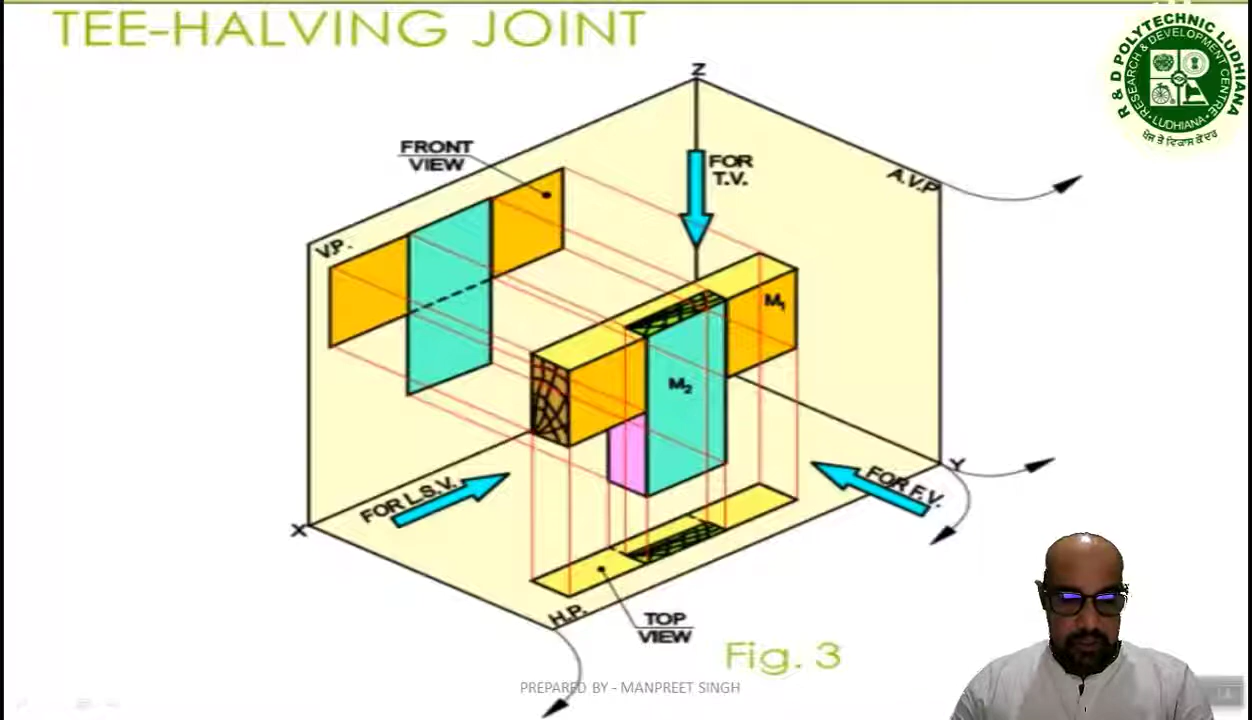 TEE-HALVING JOINT
R & D POLYTECHNIC LUDHIANA
RESEARCH & DEVELOPMENT CENTRE
• LUDHIANA •
ਖੋਜ ਤੇ ਵਿਕਾਸ ਕੇਂਦਰ
Z
FRONT
VIEW
FOR
T.V.
A.V.P
V.P.
M1
M2
FOR L.S.V.
FOR F.V.
Y
X
H.P.
TOP
VIEW
Fig. 3
PREPARED BY - MANPREET SINGH